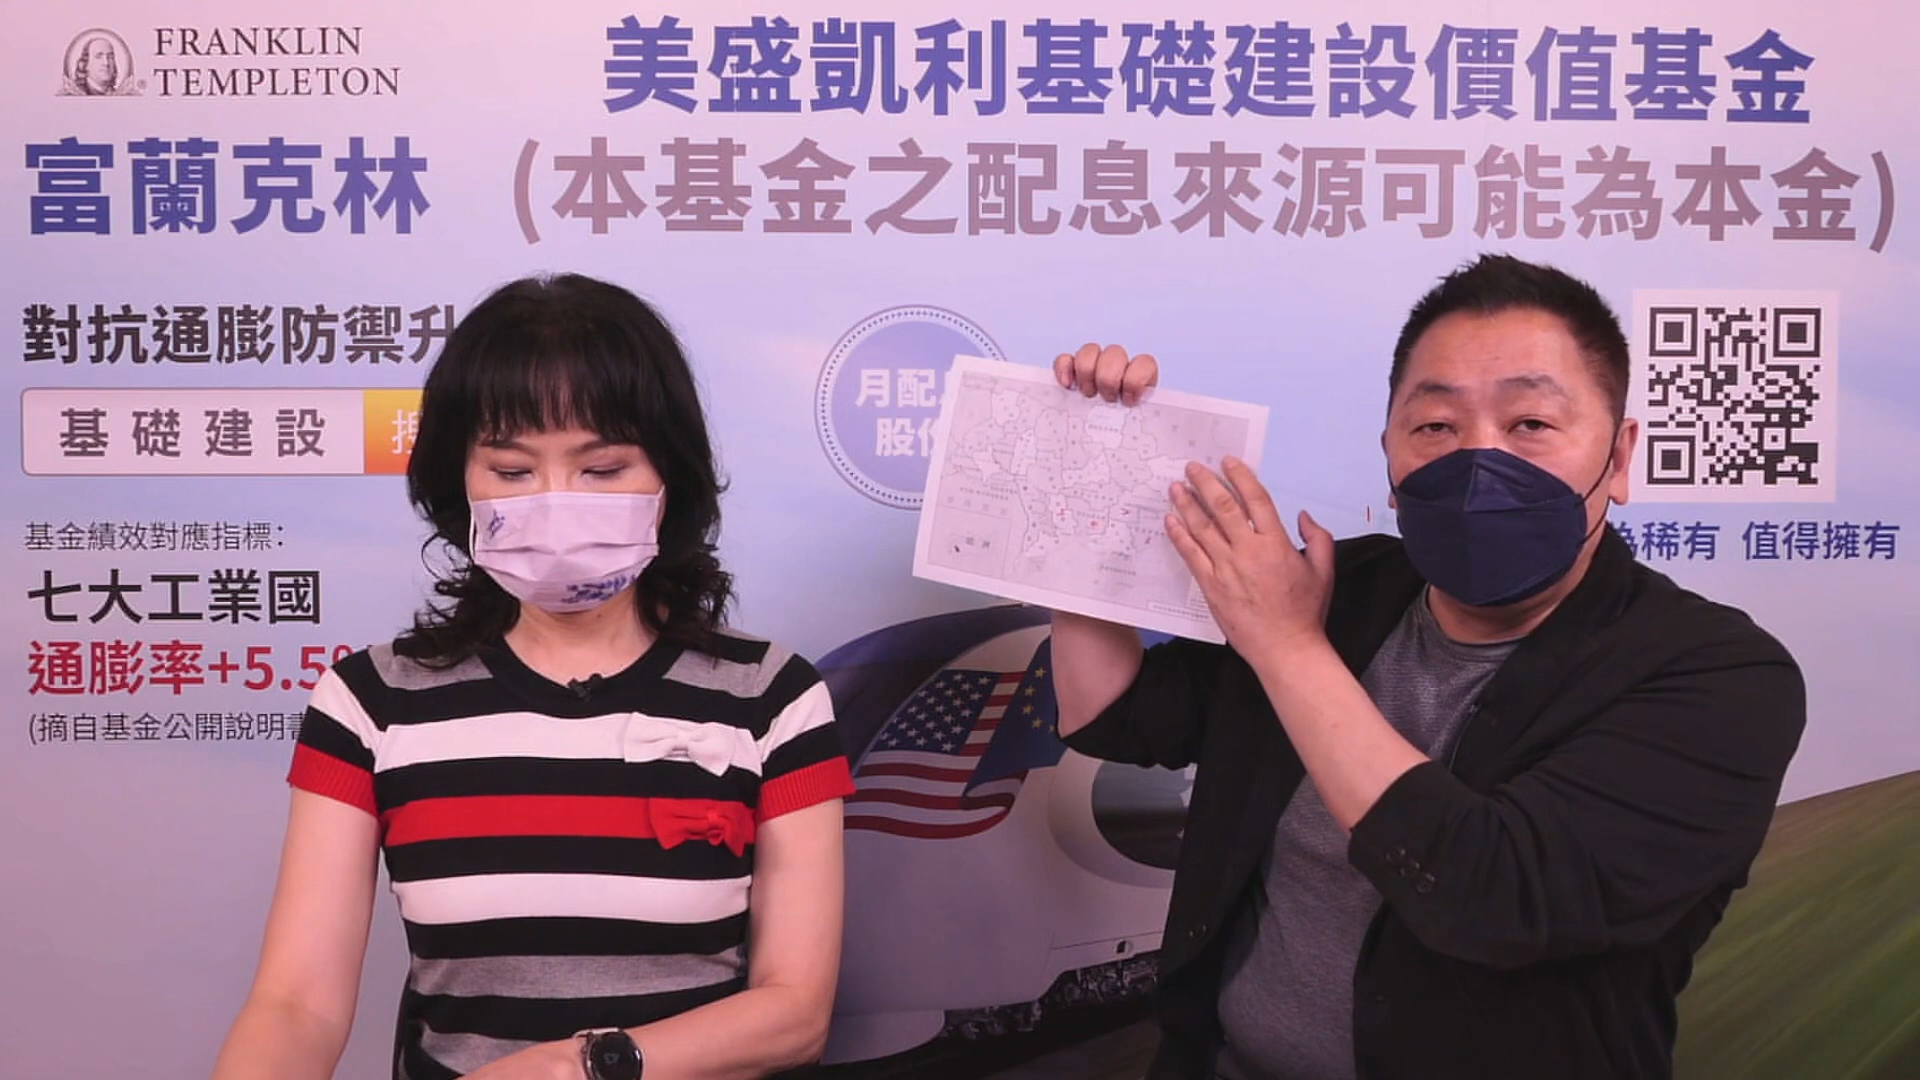 FRANKLIN
TEMPLETON
美盛凱利基礎建設價值基金
富蘭克林
(本基金之配息來源可能為本金)
對抗通膨防禦升
基礎建設
月配息
股份
基金績效對應指標:
七大工業國
通膨率+5.5%
(摘自基金公開說明書
為稀有 值得擁有